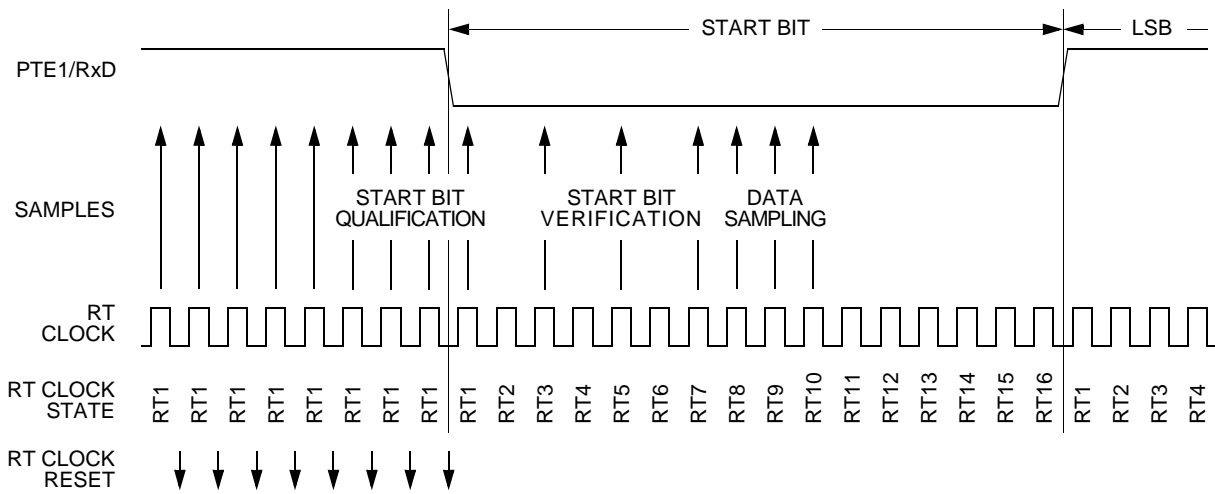 START BIT
LSB
PTE1/RxD
SAMPLES
START BIT
QUALIFICATION
START BIT
VERIFICATION
DATA
SAMPLING
RT
CLOCK
RT CLOCK
STATE
RT1 RT1 RT1 RT1 RT1 RT1 RT1 RT1 RT1 RT2 RT3 RT4 RT5 RT6 RT7 RT8 RT9 RT10 RT11 RT12 RT13 RT14 RT15 RT16 RT1 RT2 RT3 RT4
RT CLOCK
RESET